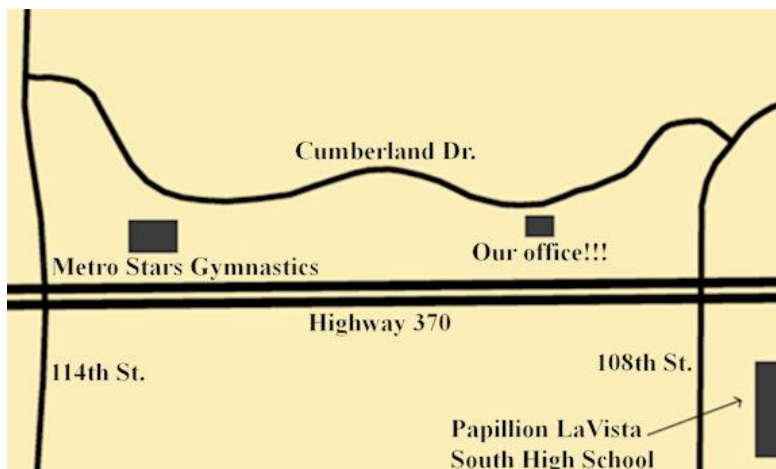 Cumberland Dr.
Our office!!!
Metro Stars Gymnastics
Highway 370
108th St.
114th St.
Papillion LaVista
South High School